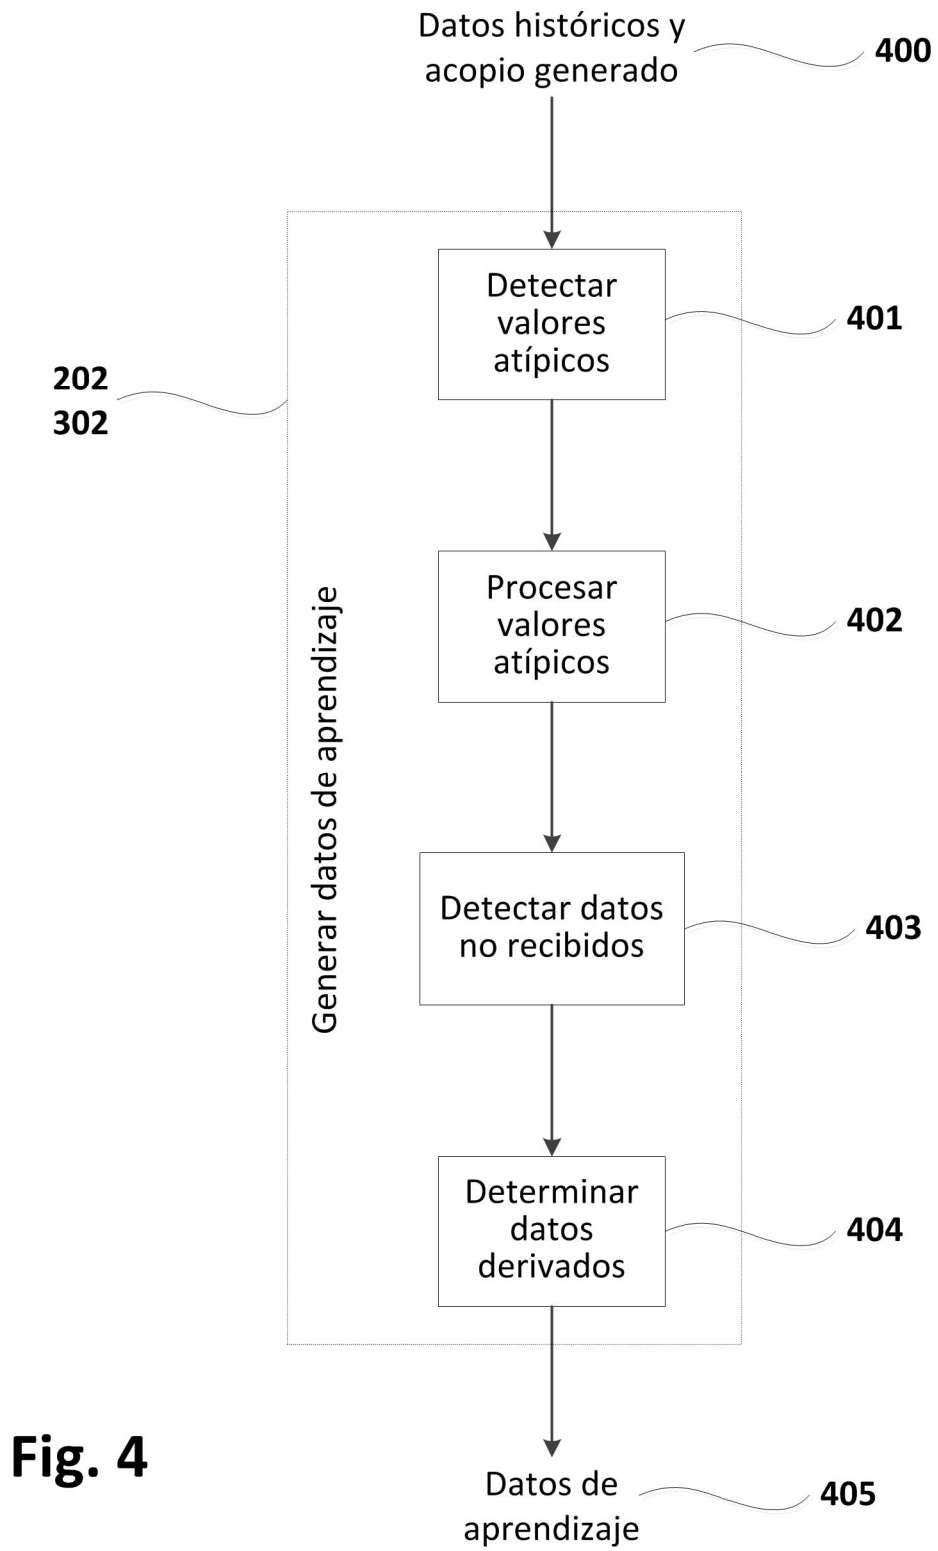 Datos históricos y
acopio generado
400
Detectar
valores
atípicos
401
202
302
Procesar
valores
atípicos
402
Generar datos de aprendizaje
Detectar datos
no recibidos
403
Determinar
datos
derivados
404
Fig. 4
Datos de
aprendizaje
405